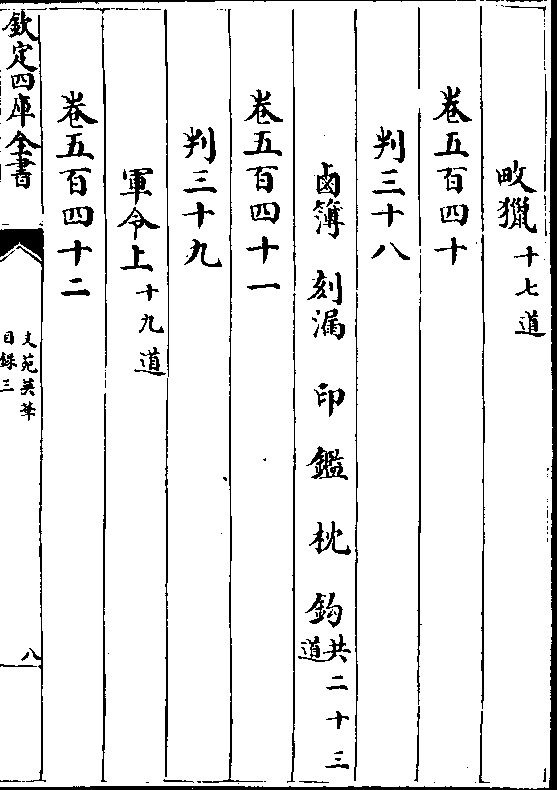 畋獵十七道
卷五百四十
判三十八
鹵簿 刻漏 印 鑑 枕 鈎共二十三道
卷五百四十一
判三十九
軍令上十九道
卷五百四十二
欽定四庫全書
文苑英華
目録三
八